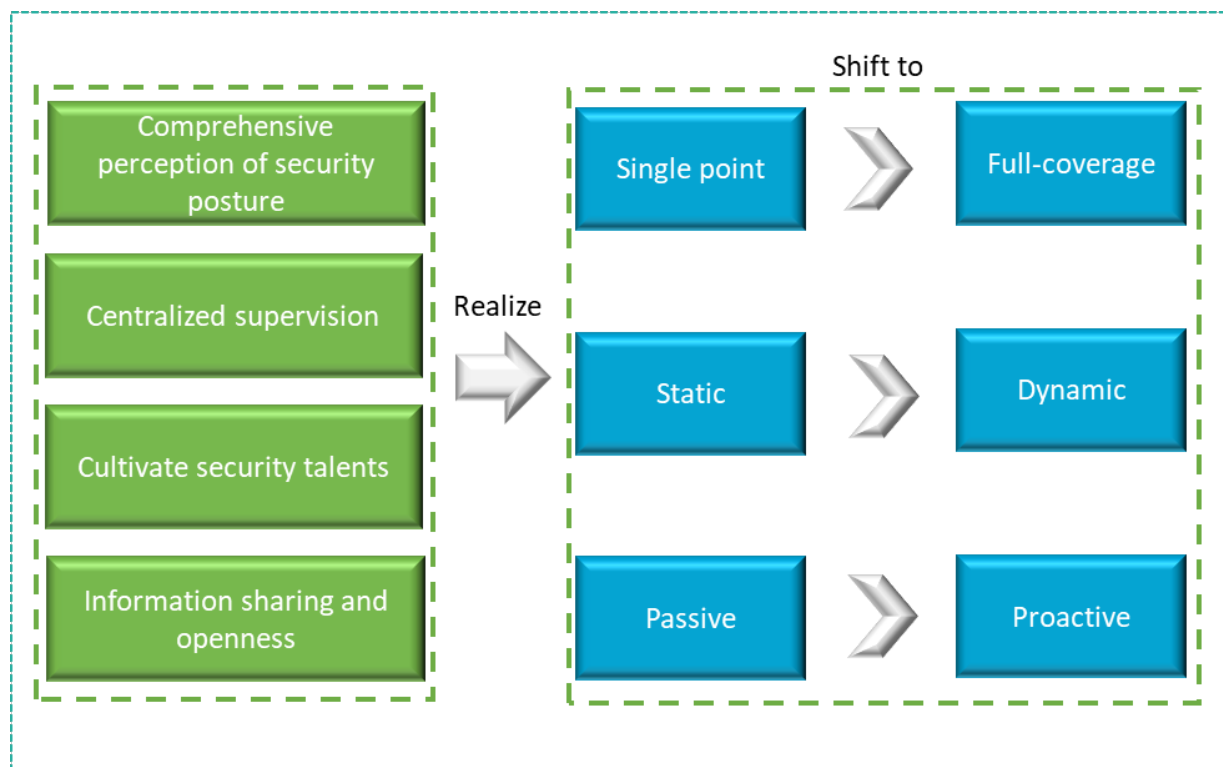 Shift to
Comprehensive
perception of security
posture
Single point
Full-coverage
Centralized supervision
Realize
Static
Dynamic
Cultivate security talents
Information sharing and
openness
Passive
Proactive